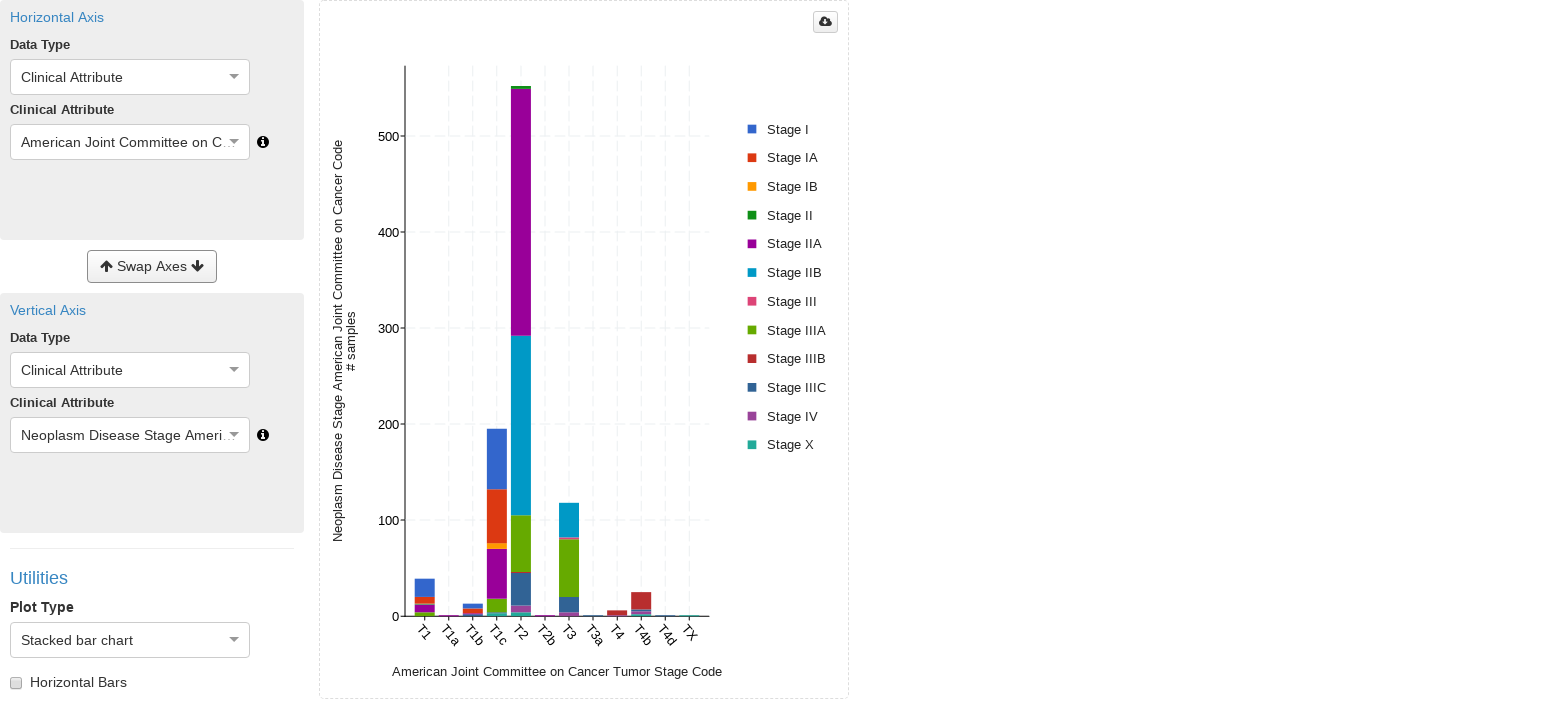 Horizontal Axis
Data Type
Clinical Attribute
Clinical Attribute
American Joint Committee on C...
Swap Axes
Vertical Axis
Data Type
Clinical Attribute
Clinical Attribute
Neoplasm Disease Stage Ameri...
Utilities
Plot Type
Stacked bar chart
Horizontal Bars
Neoplasm Disease Stage American Joint Committee on Cancer Code
# samples
500
400
300
200
100
0
T1
T1a
T1b
T1c
T2
T2b
T3
T3a
T4
T4b
T4d
TX
American Joint Committee on Cancer Tumor Stage Code
Stage I
Stage IA
Stage IB
Stage II
Stage IIA
Stage IIB
Stage III
Stage IIIA
Stage IIIB
Stage IIIC
Stage IV
Stage X